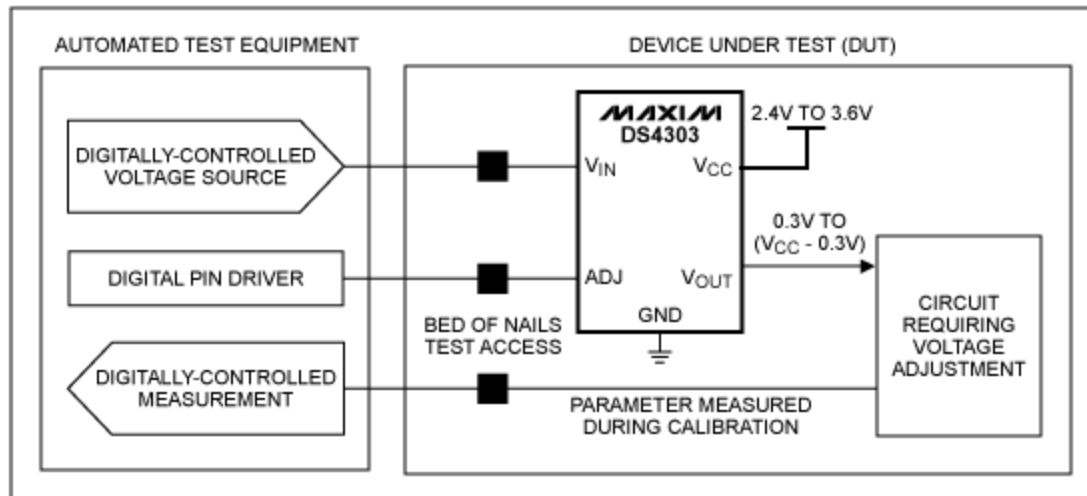 AUTOMATED TEST EQUIPMENT
DEVICE UNDER TEST (DUT)
DIGITALLY-CONTROLLED
VOLTAGE SOURCE
DIGITAL PIN DRIVER
DIGITALLY-CONTROLLED
MEASUREMENT
BED OF NAILS
TEST ACCESS
MAXIM
DS4303
VIN
VCC
ADJ
VOUT
GND
2.4V TO 3.6V
0.3V TO
(VCC - 0.3V)
CIRCUIT
REQUIRING
VOLTAGE
ADJUSTMENT
PARAMETER MEASURED
DURING CALIBRATION